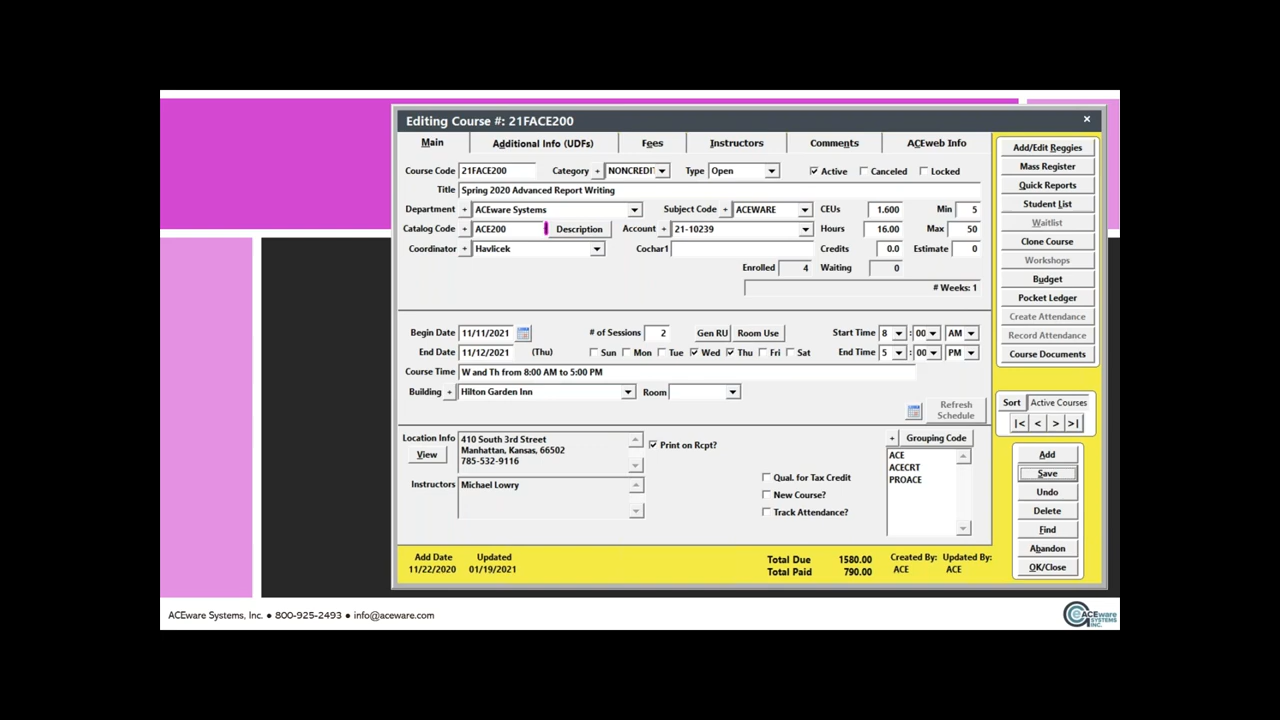 Editing Course #: 21FACE200 ×
Main Additional Info (UDFs) Fees Instructors Comments ACEweb Info
Course Code 21FACE200 Category + NONCREDIT Type Open Active Canceled Locked
Title Spring 2020 Advanced Report Writing
Department + ACEware Systems Subject Code + ACEWARE CEUs 1.600 Min 5
Catalog Code + ACE200 Description Account + 21-10239 Hours 16.00 Max 50
Coordinator + Havlicek Cochar1 Credits 0.0 Estimate 0
Enrolled 4 Waiting 0
# Weeks: 1
Begin Date 11/11/2021 # of Sessions 2 Gen RU Room Use Start Time 8 : 00 AM
End Date 11/12/2021 (Thu) Sun Mon Tue Wed Thu Fri Sat End Time 5 : 00 PM
Course Time W and Th from 8:00 AM to 5:00 PM
Building + Hilton Garden Inn Room
Refresh
Schedule
Location Info 410 South 3rd Street
View Manhattan, Kansas, 66502
785-532-9116
Print on Rcpt?
+ Grouping Code
ACE
ACECRT
PROACE
Instructors Michael Lowry
Qual. for Tax Credit
New Course?
Track Attendance?
Add Date Updated
11/22/2020 01/19/2021
Total Due 1580.00
Total Paid 790.00
Created By: Updated By:
ACE ACE
Add/Edit Reggies
Mass Register
Quick Reports
Student List
Waitlist
Clone Course
Workshops
Budget
Pocket Ledger
Create Attendance
Record Attendance
Course Documents
Sort Active Courses
|< < > >|
Add
Save
Undo
Delete
Find
Abandon
OK/Close
ACEware Systems, Inc. ● 800-925-2493 ● info@aceware.com
ACEware
SYSTEMS
INC.